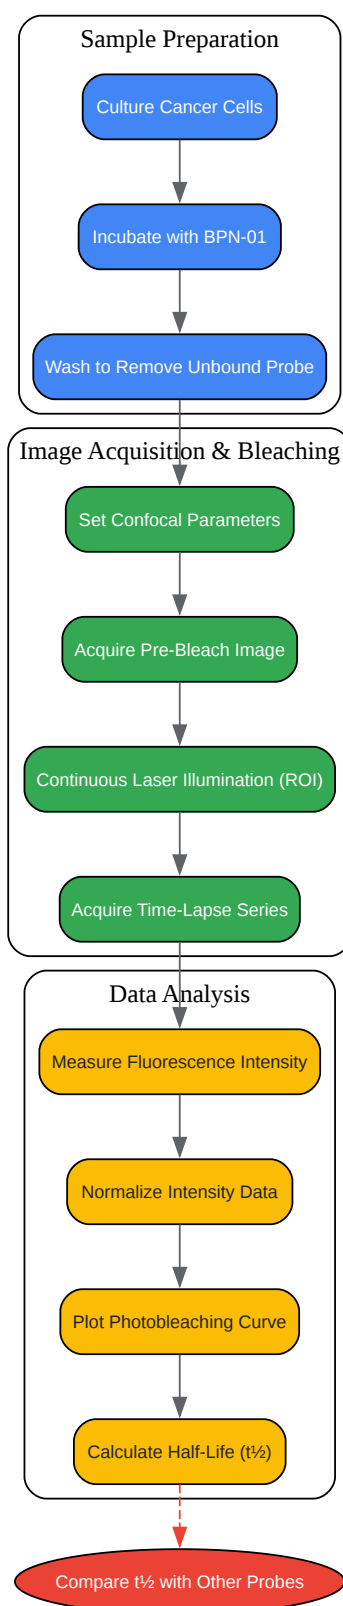 Sample Preparation
Culture Cancer Cells
Incubate with BPN-01
Wash to Remove Unbound Probe
Image Acquisition & Bleaching
Set Confocal Parameters
Acquire Pre-Bleach Image
Continuous Laser Illumination (ROI)
Acquire Time-Lapse Series
Data Analysis
Measure Fluorescence Intensity
Normalize Intensity Data
Plot Photobleaching Curve
Calculate Half-Life (t½)
Compare t½ with Other Probes